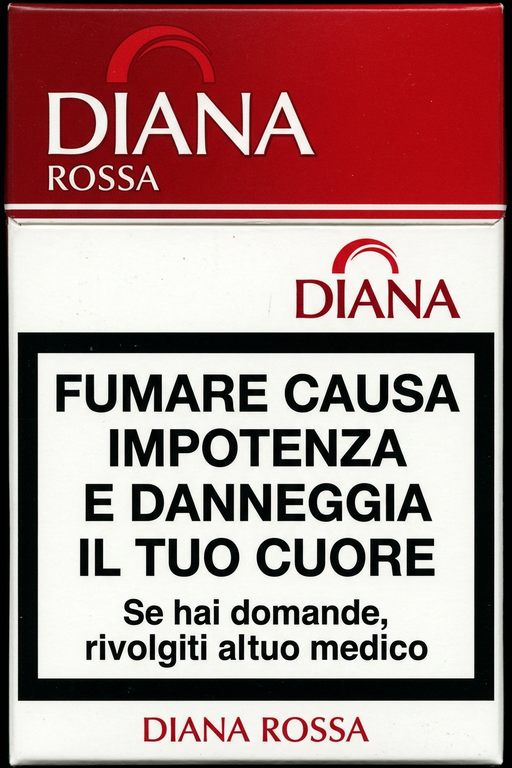 DIANA
ROSSA
DIANA
FUMARE CAUSA
IMPOTENZA
E DANNEGGIA
IL TUO CUORE
Se hai domande,
rivolgiti altuo medico
DIANA ROSSA